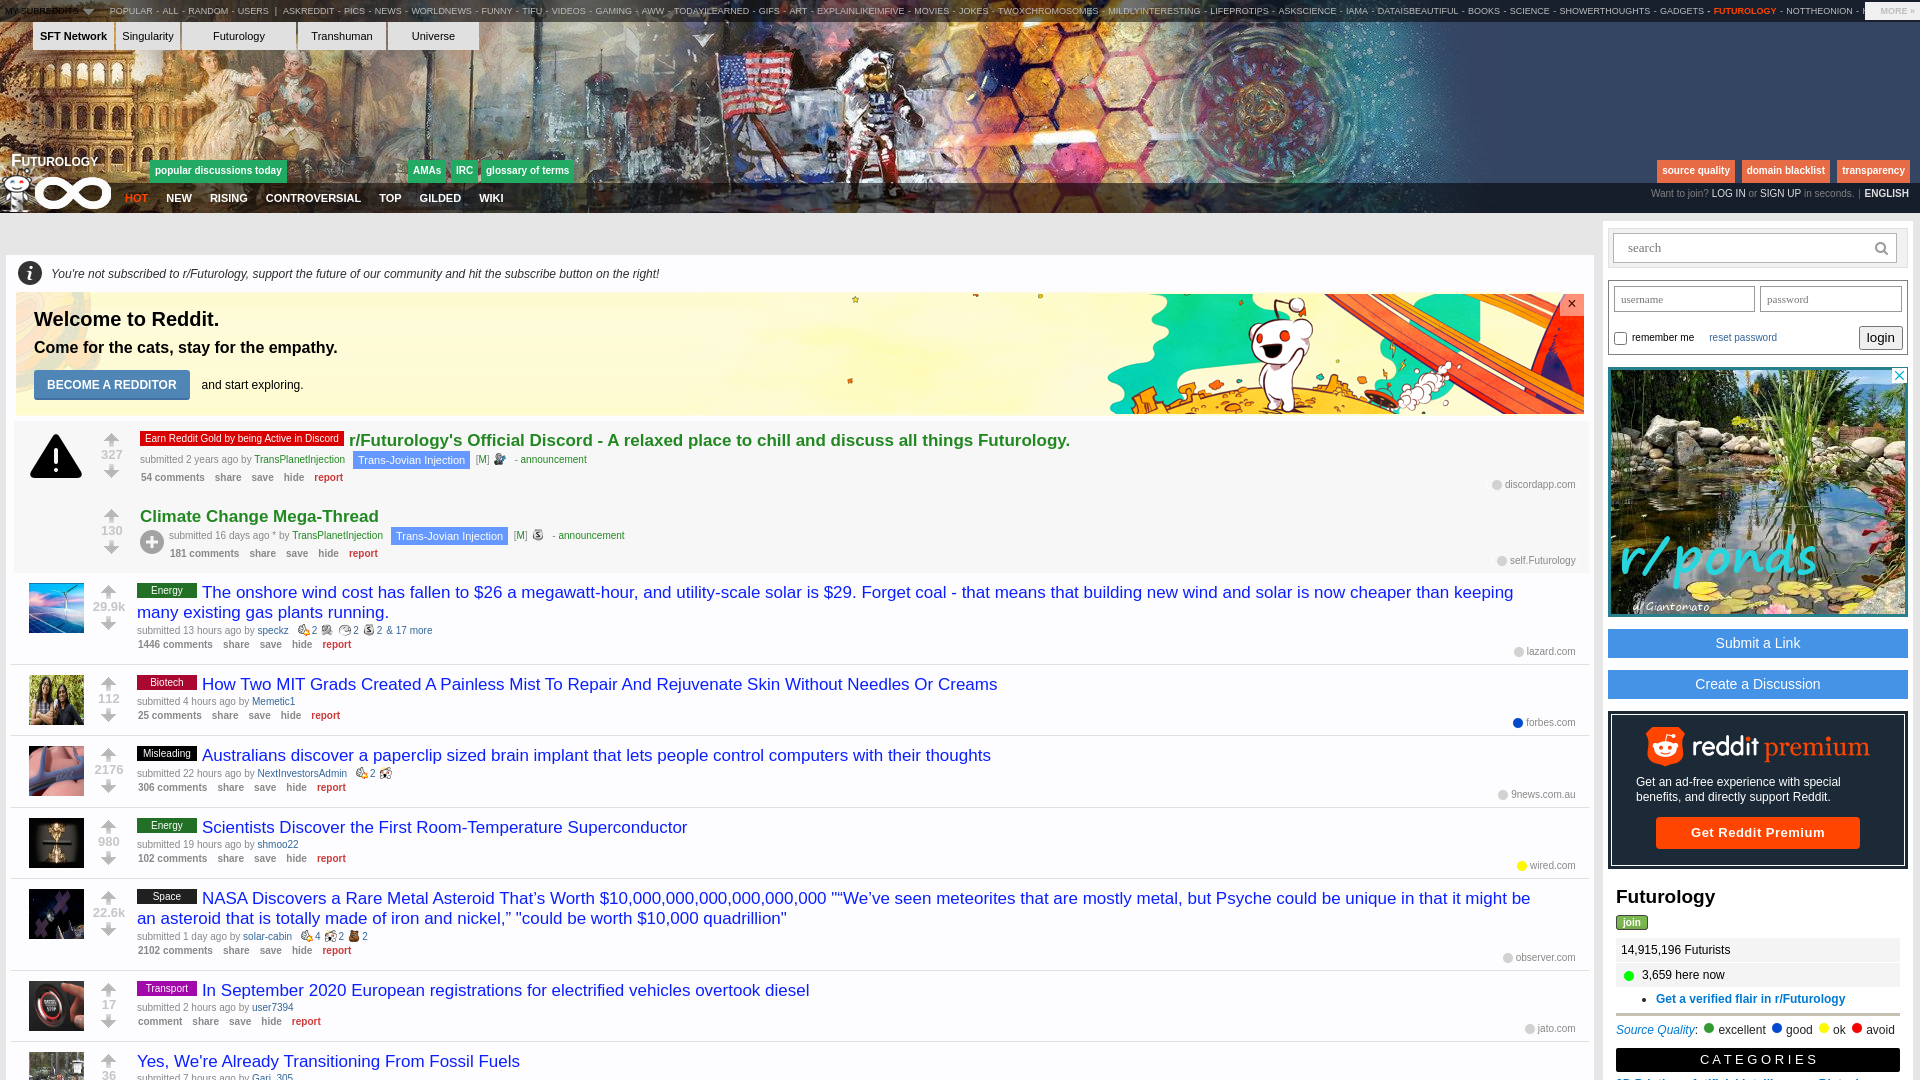 MY SUBREDDITS POPULAR - ALL - RANDOM - USERS | ASKREDDIT - PICS - NEWS - WORLDNEWS - FUNNY - TIFU - VIDEOS - GAMING - AWW - TODAYILEARNED - GIFS - ART - EXPLAINLIKEIMFIVE - MOVIES - JOKES - TWOXCHROMOSOMES - MILDLYINTERESTING - LIFEPROTIPS - ASKSCIENCE - IAMA - DATAISBEAUTIFUL - BOOKS - SCIENCE - SHOWERTHOUGHTS - GADGETS - FUTUROLOGY - NOTTHEONION - MORE »
SFT Network Singularity Futurology Transhuman Universe
FUTUROLOGY
popular discussions today AMAs IRC glossary of terms source quality domain blacklist transparency
HOT NEW RISING CONTROVERSIAL TOP GILDED WIKI
Want to join? LOG IN or SIGN UP in seconds. | ENGLISH
You're not subscribed to r/Futurology, support the future of our community and hit the subscribe button on the right!
Welcome to Reddit.
Come for the cats, stay for the empathy.
BECOME A REDDITOR and start exploring.
×
327
Earn Reddit Gold by being Active in Discord r/Futurology's Official Discord - A relaxed place to chill and discuss all things Futurology.
submitted 2 years ago by TransPlanetInjection Trans-Jovian Injection [M] - announcement
54 comments share save hide report
discordapp.com
130
Climate Change Mega-Thread
submitted 16 days ago * by TransPlanetInjection Trans-Jovian Injection [M] - announcement
181 comments share save hide report
self.Futurology
29.9k
Energy The onshore wind cost has fallen to $26 a megawatt-hour, and utility-scale solar is $29. Forget coal - that means that building new wind and solar is now cheaper than keeping
many existing gas plants running.
submitted 13 hours ago by speckz 2 2 2 & 17 more
1446 comments share save hide report
lazard.com
112
Biotech How Two MIT Grads Created A Painless Mist To Repair And Rejuvenate Skin Without Needles Or Creams
submitted 4 hours ago by Memetic1
25 comments share save hide report
forbes.com
2176
Misleading Australians discover a paperclip sized brain implant that lets people control computers with their thoughts
submitted 22 hours ago by NextInvestorsAdmin 2
306 comments share save hide report
9news.com.au
980
Energy Scientists Discover the First Room-Temperature Superconductor
submitted 19 hours ago by shmoo22
102 comments share save hide report
wired.com
22.6k
Space NASA Discovers a Rare Metal Asteroid That’s Worth $10,000,000,000,000,000,000 "“We’ve seen meteorites that are mostly metal, but Psyche could be unique in that it might be
an asteroid that is totally made of iron and nickel,” "could be worth $10,000 quadrillion"
submitted 1 day ago by solar-cabin 4 2 2
2102 comments share save hide report
observer.com
17
Transport In September 2020 European registrations for electrified vehicles overtook diesel
submitted 2 hours ago by user7394
comment share save hide report
jato.com
36
Yes, We're Already Transitioning From Fossil Fuels
submitted 7 hours ago by Gari_305
search
username password
remember me reset password login
r/ponds
d/Giantomato
Submit a Link
Create a Discussion
reddit premium
Get an ad-free experience with special
benefits, and directly support Reddit.
Get Reddit Premium
Futurology
join
14,915,196 Futurists
3,659 here now
Get a verified flair in r/Futurology
Source Quality: excellent good ok avoid
CATEGORIES